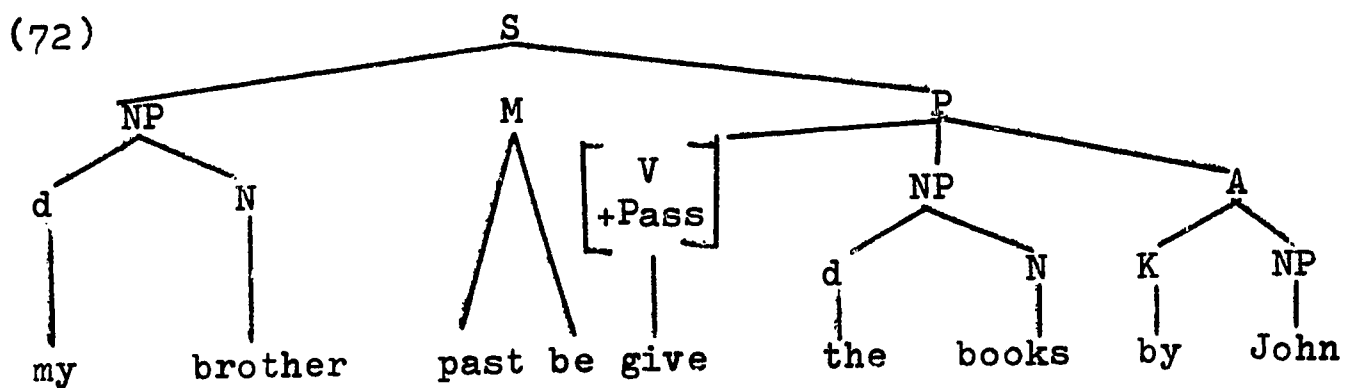 (72)
S
NP M P
V
+Pass
NP A
d N
d N K NP
my brother past be give the books by John